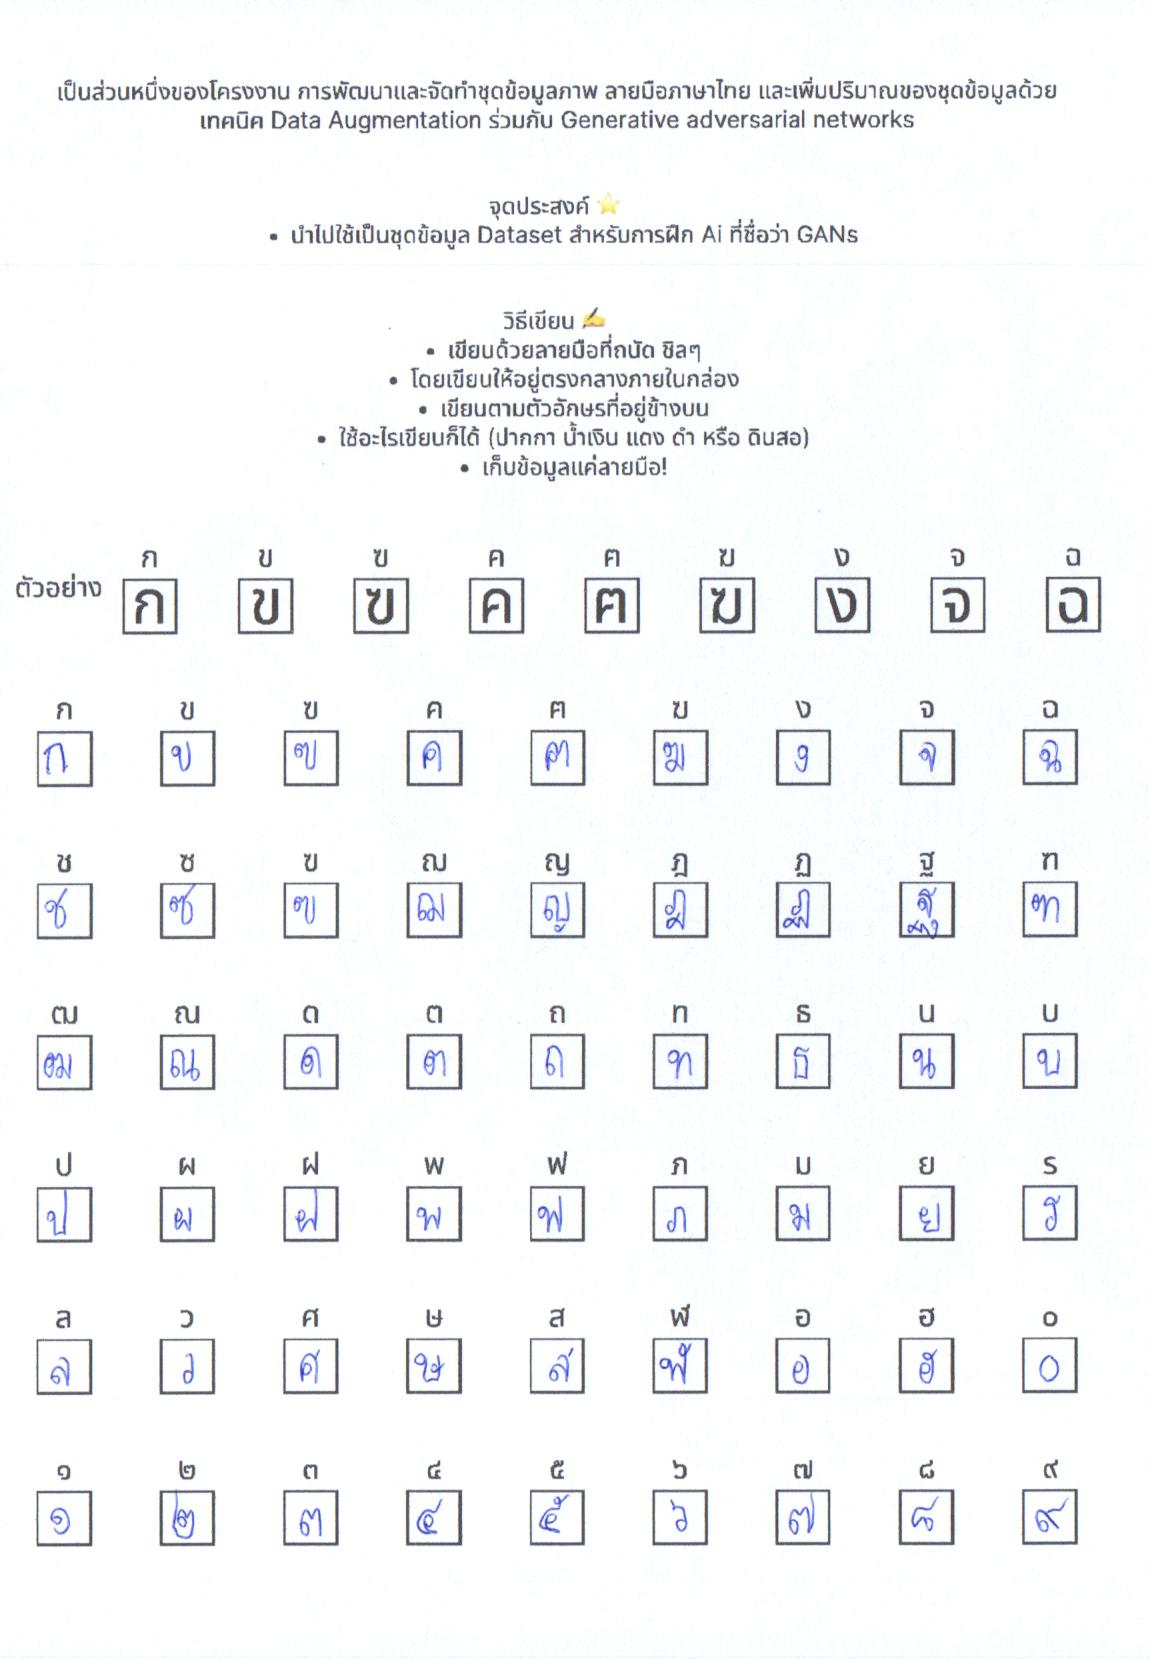 เป็นส่วนหนึ่งของโครงงาน การพัฒนาและจัดทำชุดข้อมูลภาพ ลายมือภาษาไทย และเพิ่มปริมาณของชุดข้อมูลด้วย
เทคนิค Data Augmentation ร่วมกับ Generative adversarial networks
จุดประสงค์ ⭐
• นำไปใช้เป็นชุดข้อมูล Dataset สำหรับการฝึก Ai ที่ชื่อว่า GANs
วิธีเขียน ✍️
• เขียนด้วยลายมือที่ถนัด ชิลๆ
• โดยเขียนให้อยู่ตรงกลางภายในกล่อง
• เขียนตามตัวอักษรที่อยู่ข้างบน
• ใช้อะไรเขียนก็ได้ (ปากกา น้ำเงิน แดง ดำ หรือ ดินสอ)
• เก็บข้อมูลแค่ลายมือ!
ก ข ฃ ค ฅ ฆ ง จ ฉ
ตัวอย่าง ก ข ฃ ค ฅ ฆ ง จ ฉ
ก ข ฃ ค ฅ ฆ ง จ ฉ
ก ข ฃ ค ฅ ฆ ง จ ฉ
ช ซ ฃ ฌ ญ ฎ ฏ ฐ ฑ
ช ซ ฃ ฌ ญ ฎ ฏ ฐ ฑ
ฒ ณ ด ต ถ ท ธ น บ
ฒ ณ ด ต ถ ท ธ น บ
ป ผ ฝ พ ฟ ภ ม ย ร
ป ผ ฝ พ ฟ ภ ม ย ร
ล ว ศ ษ ส ฬ อ ฮ ๐
ล ว ศ ษ ส ฬ อ ฮ ๐
๑ ๒ ๓ ๔ ๕ ๖ ๗ ๘ ๙
๑ ๒ ๓ ๔ ๕ ๖ ๗ ๘ ๙